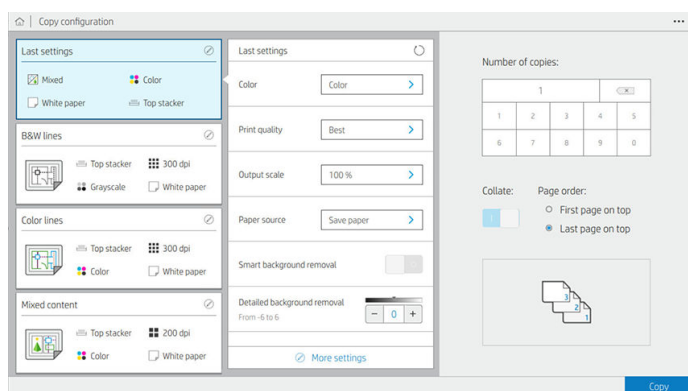 Copy configuration
Last settings
Mixed
Color
White paper
Top stacker
B&W lines
Top stacker
300 dpi
Grayscale
White paper
Color lines
Top stacker
300 dpi
Color
White paper
Mixed content
Top stacker
200 dpi
Color
White paper
Last settings
Color
Color
Print quality
Best
Output scale
100 %
Paper source
Save paper
Smart background removal
Detailed background removal
From -6 to 6
− 0 +
More settings
Number of copies:
1
1 2 3 4 5
6 7 8 9 0
Collate:
Page order:
First page on top
Last page on top
3
2
1
Copy